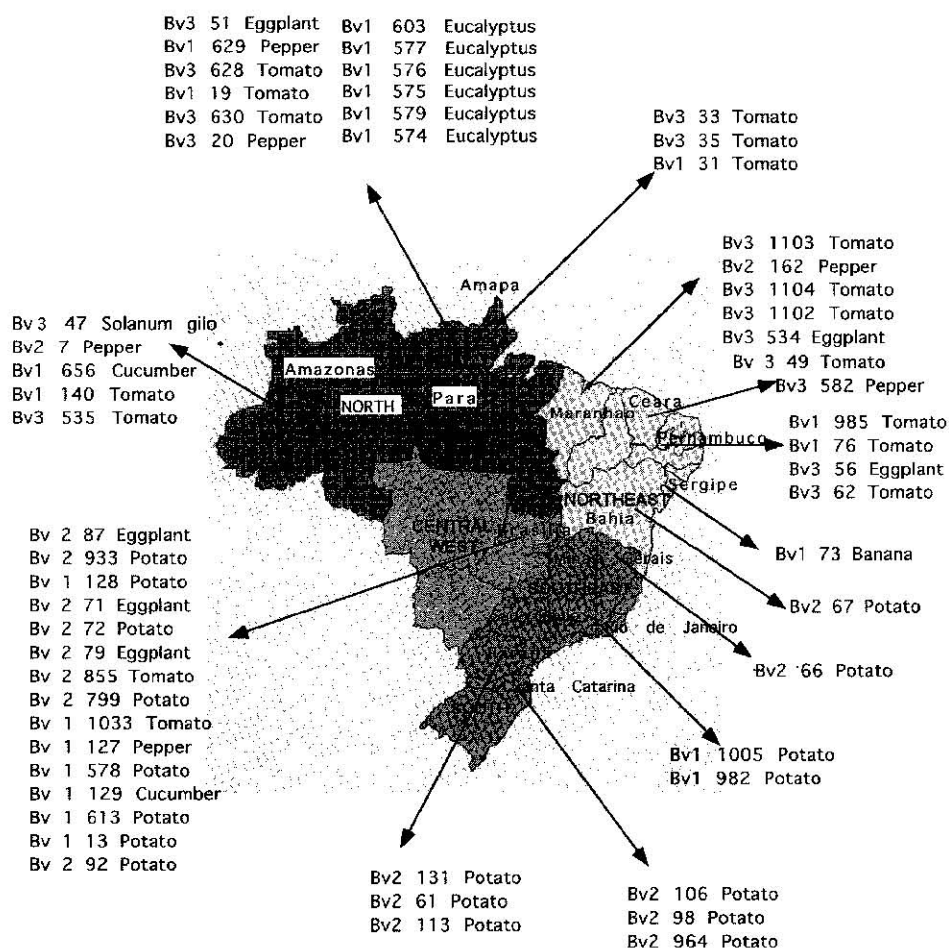 Bv3 51 Eggplant
Bv1 629 Pepper
Bv3 628 Tomato
Bv1 19 Tomato
Bv3 630 Tomato
Bv3 20 Pepper
Bv1 603 Eucalyptus
Bv1 577 Eucalyptus
Bv1 576 Eucalyptus
Bv1 575 Eucalyptus
Bv1 579 Eucalyptus
Bv1 574 Eucalyptus
Bv3 33 Tomato
Bv3 35 Tomato
Bv1 31 Tomato
Bv3 1103 Tomato
Bv2 162 Pepper
Bv3 1104 Tomato
Bv3 1102 Tomato
Bv3 534 Eggplant
Bv 3 49 Tomato
Bv3 582 Pepper
Bv1 985 Tomato
Bv1 76 Tomato
Bv3 56 Eggplant
Bv3 62 Tomato
Bv1 73 Banana
Bv2 67 Potato
Bv2 66 Potato
Bv1 1005 Potato
Bv1 982 Potato
Bv2 106 Potato
Bv2 98 Potato
Bv2 964 Potato
Bv2 131 Potato
Bv2 61 Potato
Bv2 113 Potato
Bv3 47 Solanum gilo
Bv2 7 Pepper
Bv1 656 Cucumber
Bv1 140 Tomato
Bv3 535 Tomato
Bv 2 87 Eggplant
Bv 2 933 Potato
Bv 1 128 Potato
Bv 2 71 Eggplant
Bv 2 72 Potato
Bv 2 79 Eggplant
Bv 2 855 Tomato
Bv 2 799 Potato
Bv 1 1033 Tomato
Bv 1 127 Pepper
Bv 1 578 Potato
Bv 1 129 Cucumber
Bv 1 613 Potato
Bv 1 13 Potato
Bv 2 92 Potato
Amapa
Amazonas
NORTH
Para
Maranhao
Ceara
Pernambuco
Sergipe
NORTHEAST
Bahia
CENTRAL
WEST
Brasilia
SOUTHEAST
de Janeiro
Catarina